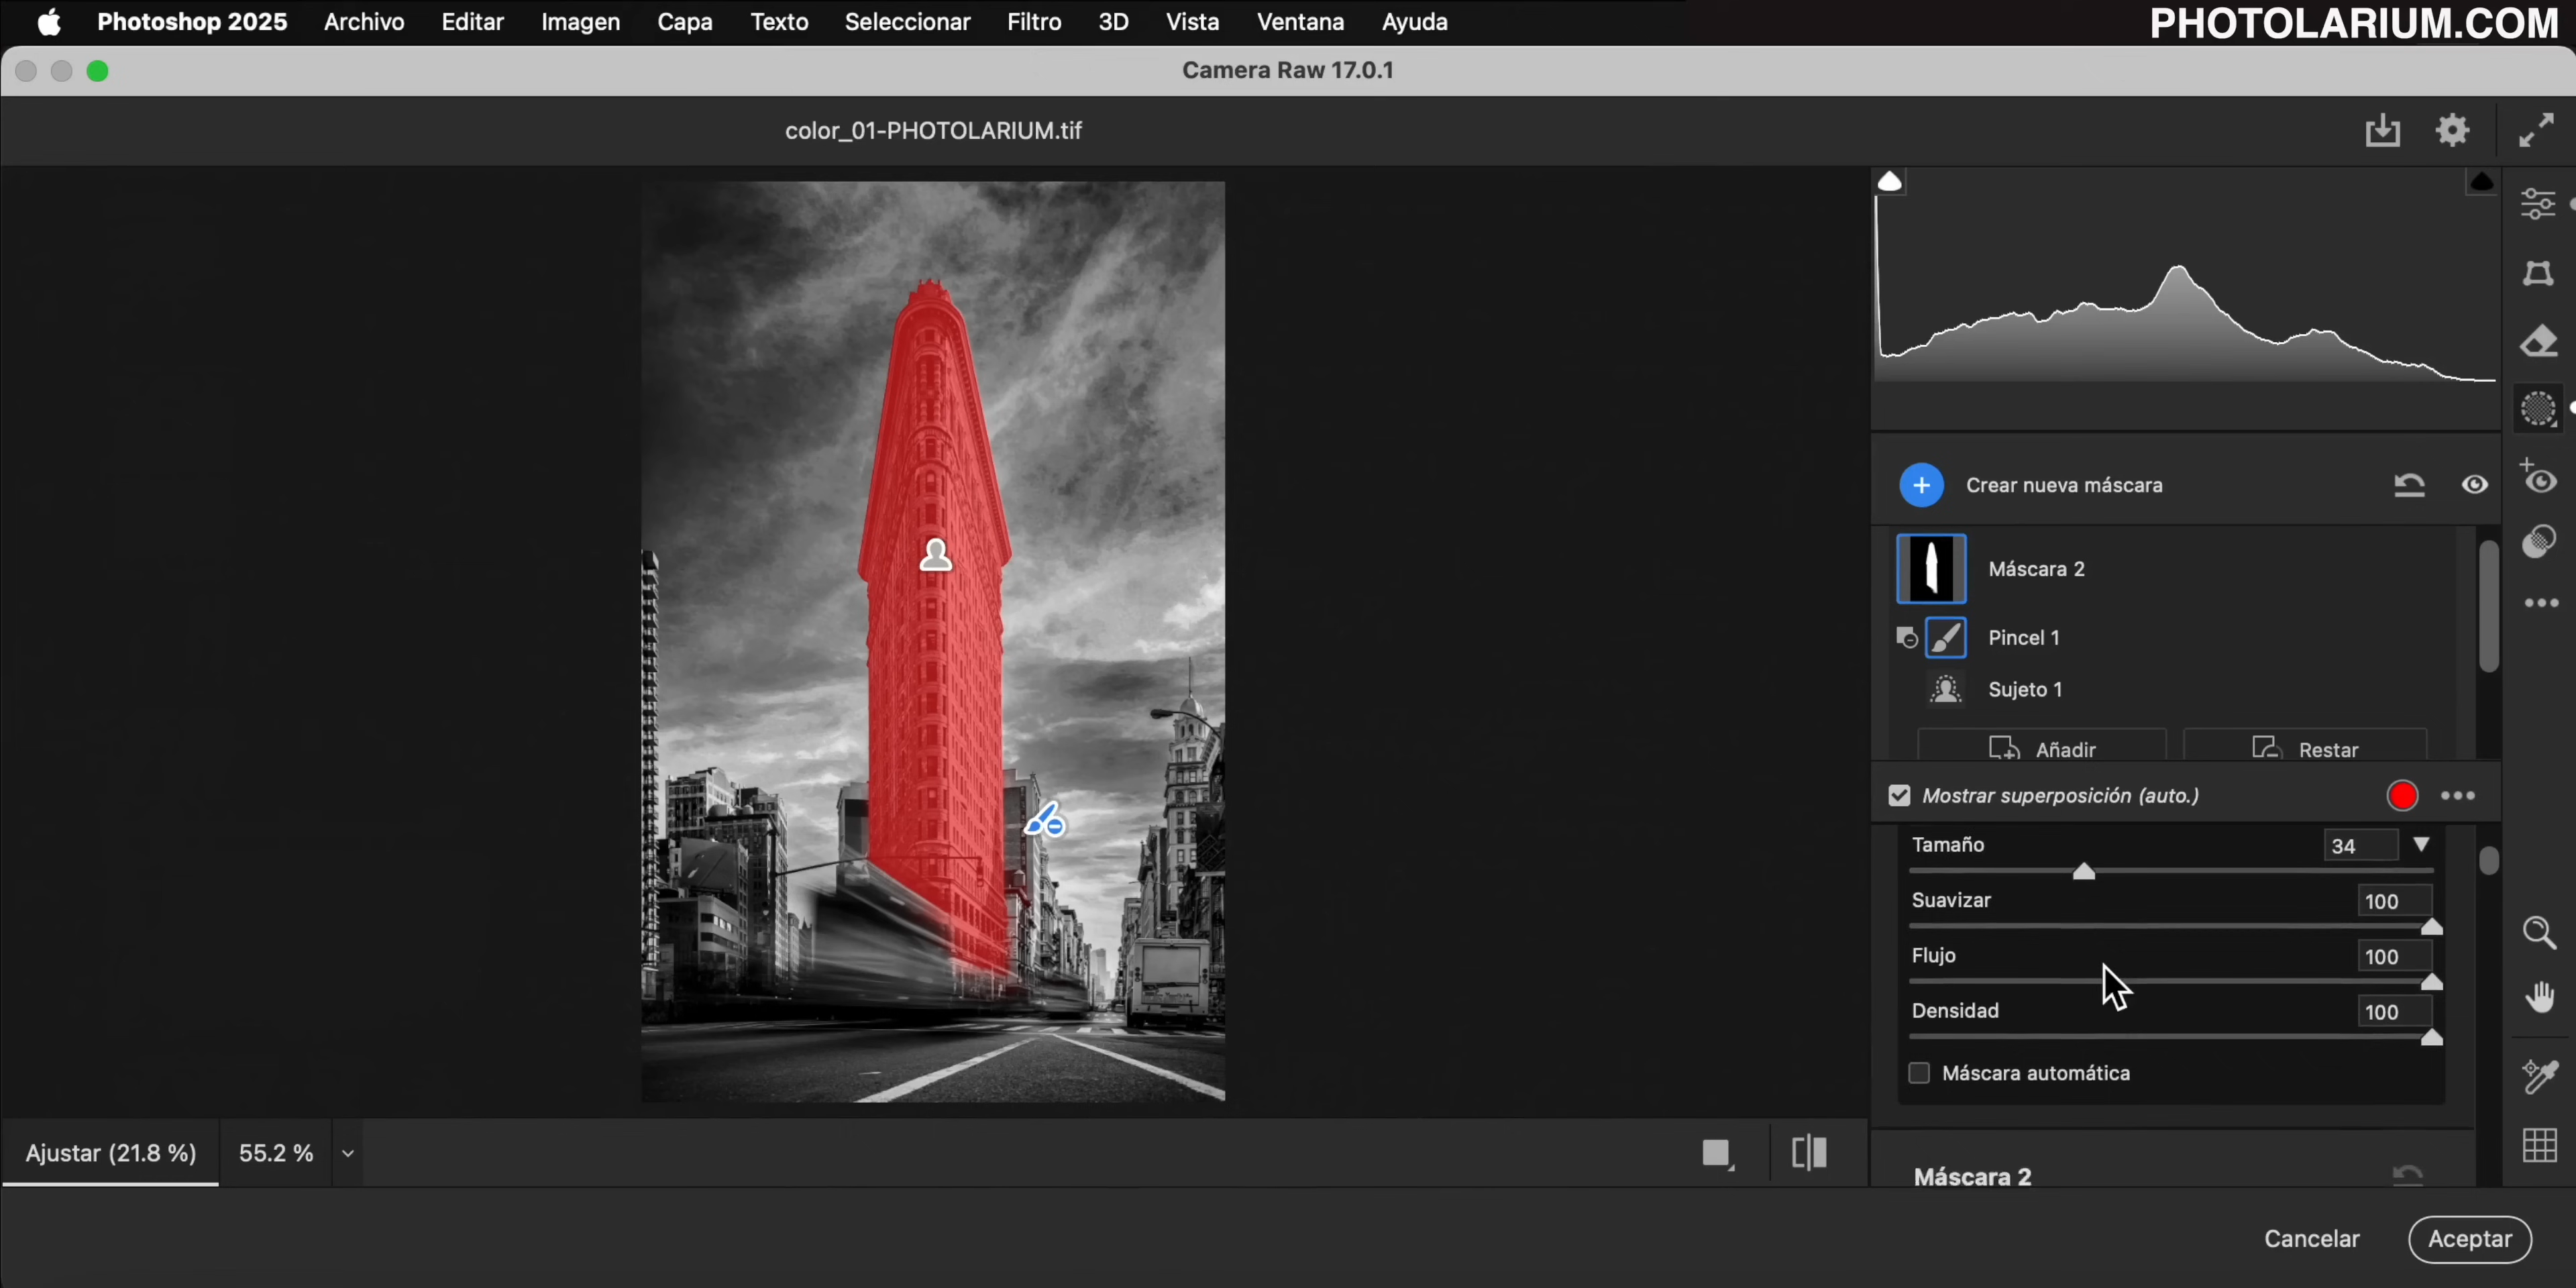 Photoshop 2025 Archivo Editar Imagen Capa Texto Seleccionar Filtro 3D Vista Ventana Ayuda
PHOTOLARIUM.COM
Camera Raw 17.0.1
color_01-PHOTOLARIUM.tif
Crear nueva máscara
Máscara 2
Pincel 1
Sujeto 1
Añadir Restar
Mostrar superposición (auto.)
Tamaño 34
Suavizar 100
Flujo 100
Densidad 100
Máscara automática
Ajustar (21.8 %) 55.2 %
Máscara 2
Cancelar Aceptar